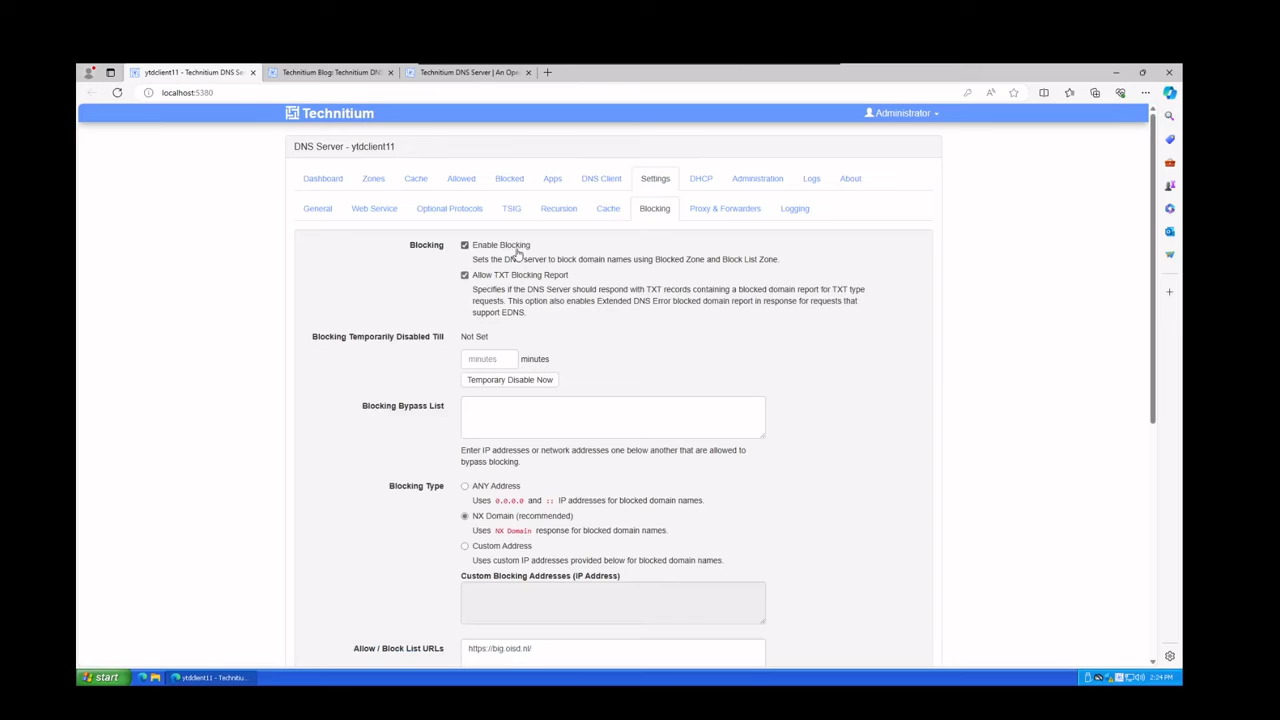 ytdclient11 - Technitium DNS Se
Technitium Blog: Technitium DN
Technitium DNS Server | An Ope
localhost:5380
Technitium
Administrator
DNS Server - ytdclient11
Dashboard Zones Cache Allowed Blocked Apps DNS Client Settings DHCP Administration Logs About
General Web Service Optional Protocols TSIG Recursion Cache Blocking Proxy & Forwarders Logging
Blocking
Enable Blocking
Sets the DNS server to block domain names using Blocked Zone and Block List Zone.
Allow TXT Blocking Report
Specifies if the DNS Server should respond with TXT records containing a blocked domain report for TXT type
requests. This option also enables Extended DNS Error blocked domain report in response for requests that
support EDNS.
Blocking Temporarily Disabled Till
Not Set
minutes minutes
Temporary Disable Now
Blocking Bypass List
Enter IP addresses or network addresses one below another that are allowed to
bypass blocking.
Blocking Type
ANY Address
Uses 0.0.0.0 and :: IP addresses for blocked domain names.
NX Domain (recommended)
Uses NX Domain response for blocked domain names.
Custom Address
Uses custom IP addresses provided below for blocked domain names.
Custom Blocking Addresses (IP Address)
Allow / Block List URLs
https://big.oisd.nl/
start
ytdclient11 - Technitiu...
2:24 PM